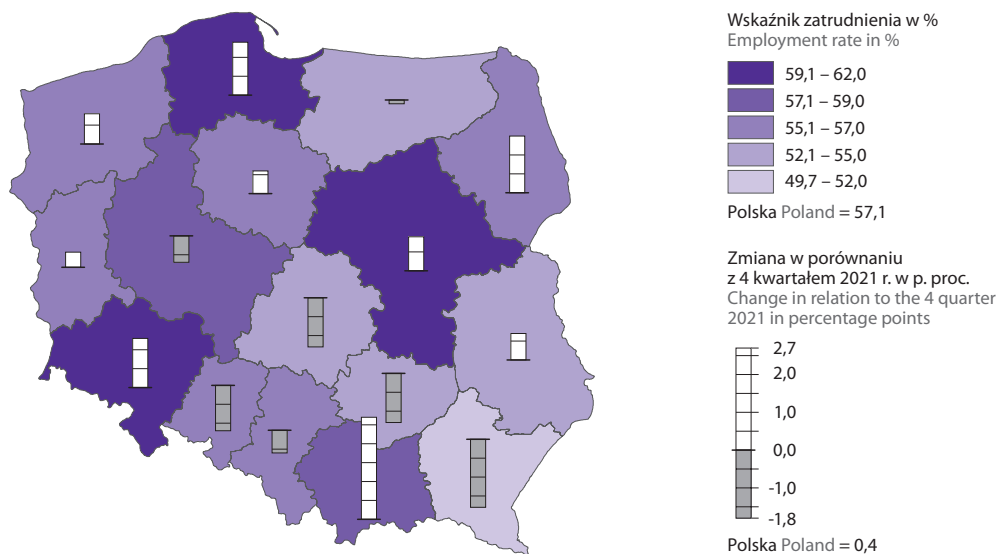 Wskaźnik zatrudnienia w %
Employment rate in %
59,1 – 62,0
57,1 – 59,0
55,1 – 57,0
52,1 – 55,0
49,7 – 52,0
Polska Poland = 57,1
Zmiana w porównaniu
z 4 kwartałem 2021 r. w p. proc.
Change in relation to the 4 quarter
2021 in percentage points
2,7
2,0
1,0
0,0
-1,0
-1,8
Polska Poland = 0,4